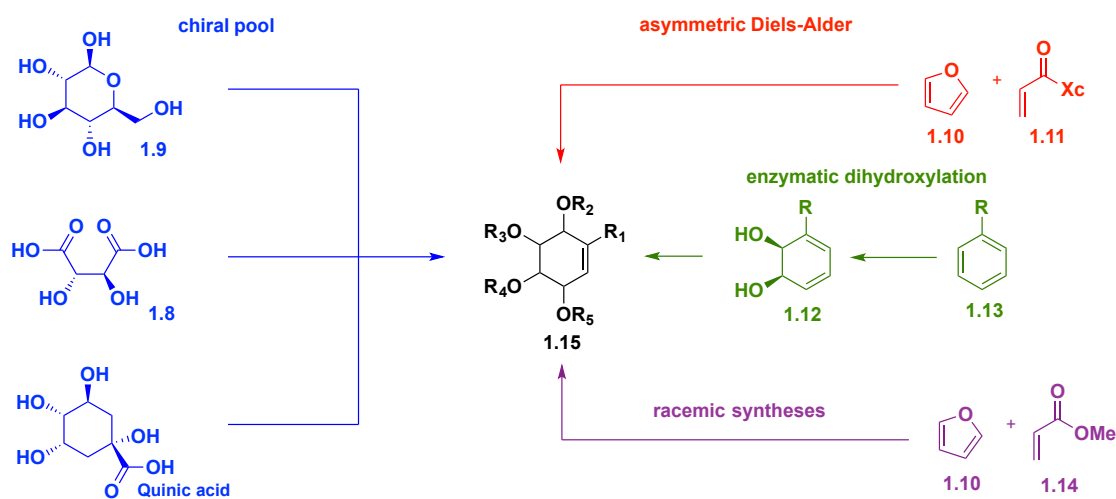 chiral pool
OH
HO
O
HO
OH
OH
1.9
O
O
HO
OH
HO
OH
1.8
OH
HO
OH
HO
OH
O
Quinic acid
asymmetric Diels-Alder
O
+
O
Xc
1.10
1.11
enzymatic dihydroxylation
R
HO
HO
1.12
R
1.13
OR2
R3O
R1
R4O
OR5
1.15
racemic syntheses
O
+
O
OMe
1.10
1.14